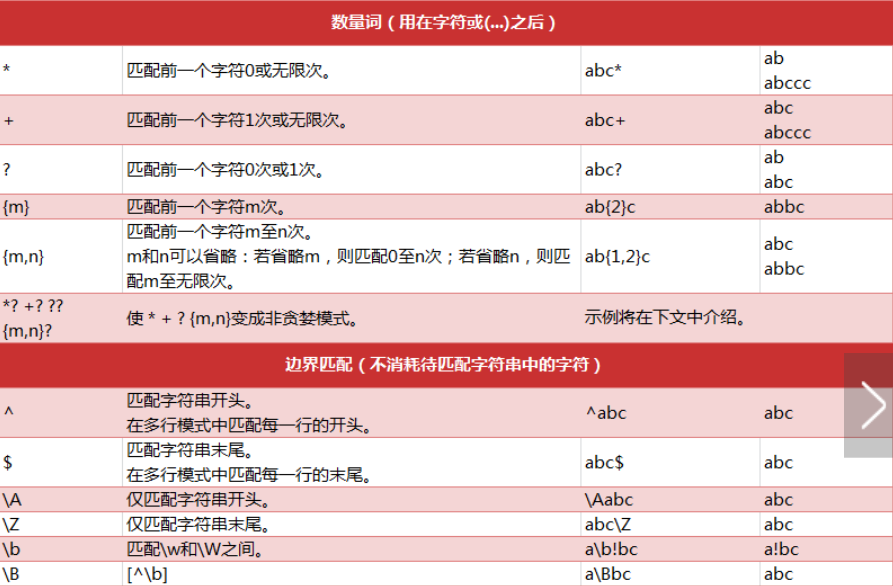 数量词（用在字符或(...)之后）
* 匹配前一个字符0或无限次。 abc* ab
abccc
+ 匹配前一个字符1次或无限次。 abc+ abc
abccc
? 匹配前一个字符0次或1次。 abc? ab
abc
{m} 匹配前一个字符m次。 ab{2}c abbc
{m,n} 匹配前一个字符m至n次。
m和n可以省略：若省略m，则匹配0至n次；若省略n，则匹
配m至无限次。 ab{1,2}c abc
abbc
*? +? ??
{m,n}? 使 * + ? {m,n}变成非贪婪模式。 示例将在下文中介绍。
边界匹配（不消耗待匹配字符串中的字符）
^ 匹配字符串开头。
在多行模式中匹配每一行的开头。 ^abc abc
$ 匹配字符串末尾。
在多行模式中匹配每一行的末尾。 abc$ abc
\A 仅匹配字符串开头。 \Aabc abc
\Z 仅匹配字符串末尾。 abc\Z abc
\b 匹配\w和\W之间。 a\b!bc a!bc
\B [^\b] a\Bbc abc